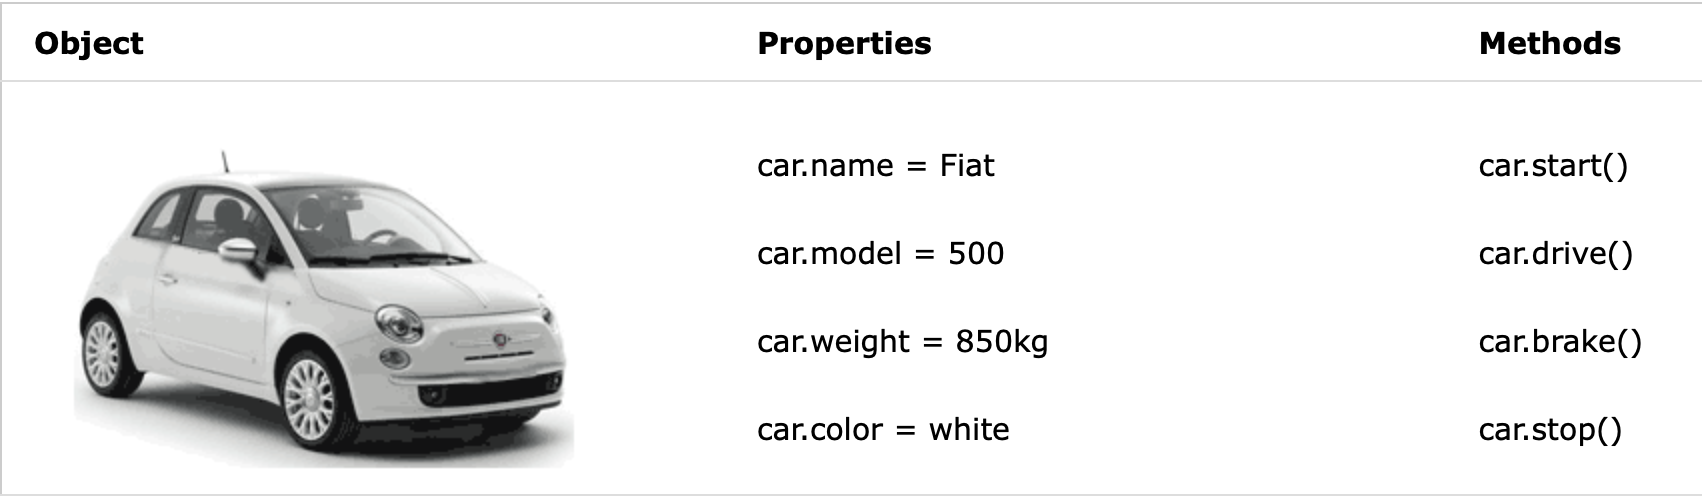 Object Properties Methods
car.name = Fiat car.start()
car.model = 500 car.drive()
car.weight = 850kg car.brake()
car.color = white car.stop()